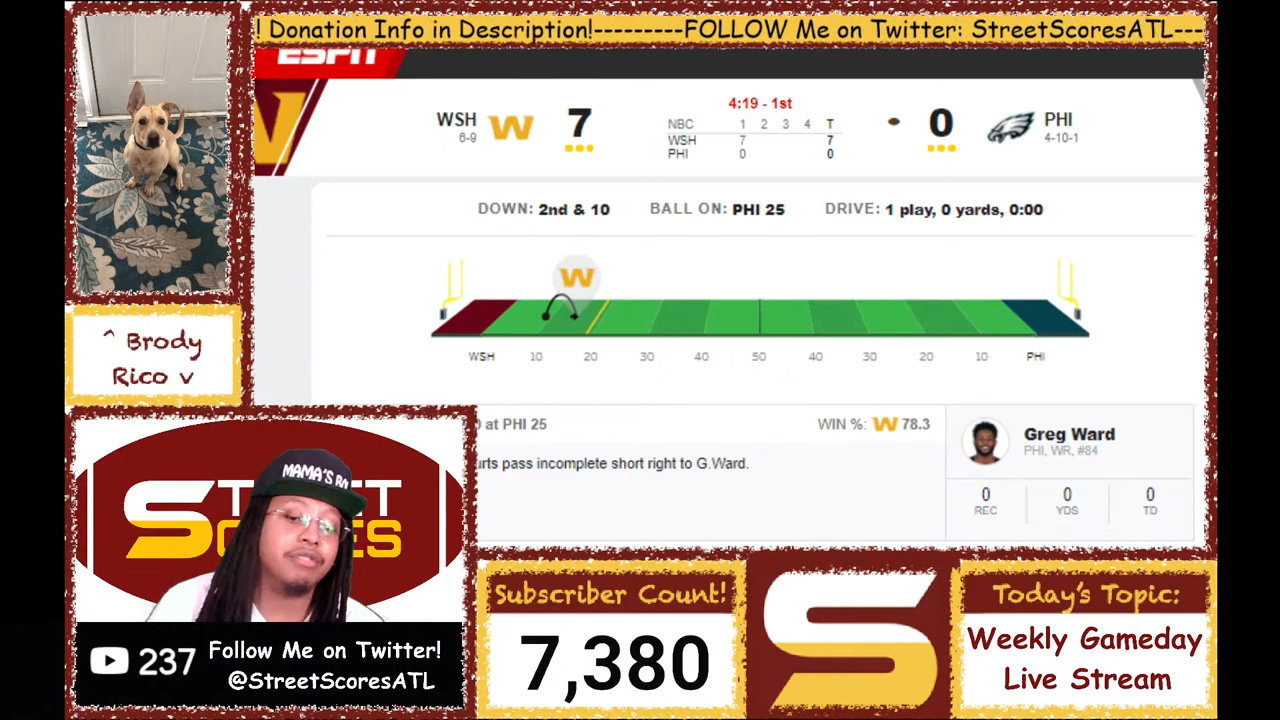 ! Donation Info in Description!---------FOLLOW Me on Twitter: StreetScoresATL---
ESPN
WSH
6-9
W
7
4:19 - 1st
NBC 1 2 3 4 T
WSH 7 7
PHI 0 0
0
PHI
4-10-1
DOWN: 2nd & 10 BALL ON: PHI 25 DRIVE: 1 play, 0 yards, 0:00
W
WSH 10 20 30 40 50 40 30 20 10 PHI
^ Brody
Rico v
at PHI 25
WIN %: W 78.3
urts pass incomplete short right to G.Ward.
Greg Ward
PHI, WR, #84
0 0 0
REC YDS TD
MAMA'S
STREET
SCORES
237
Follow Me on Twitter!
@StreetScoresATL
Subscriber Count!
7,380
S
Today's Topic:
Weekly Gameday
Live Stream